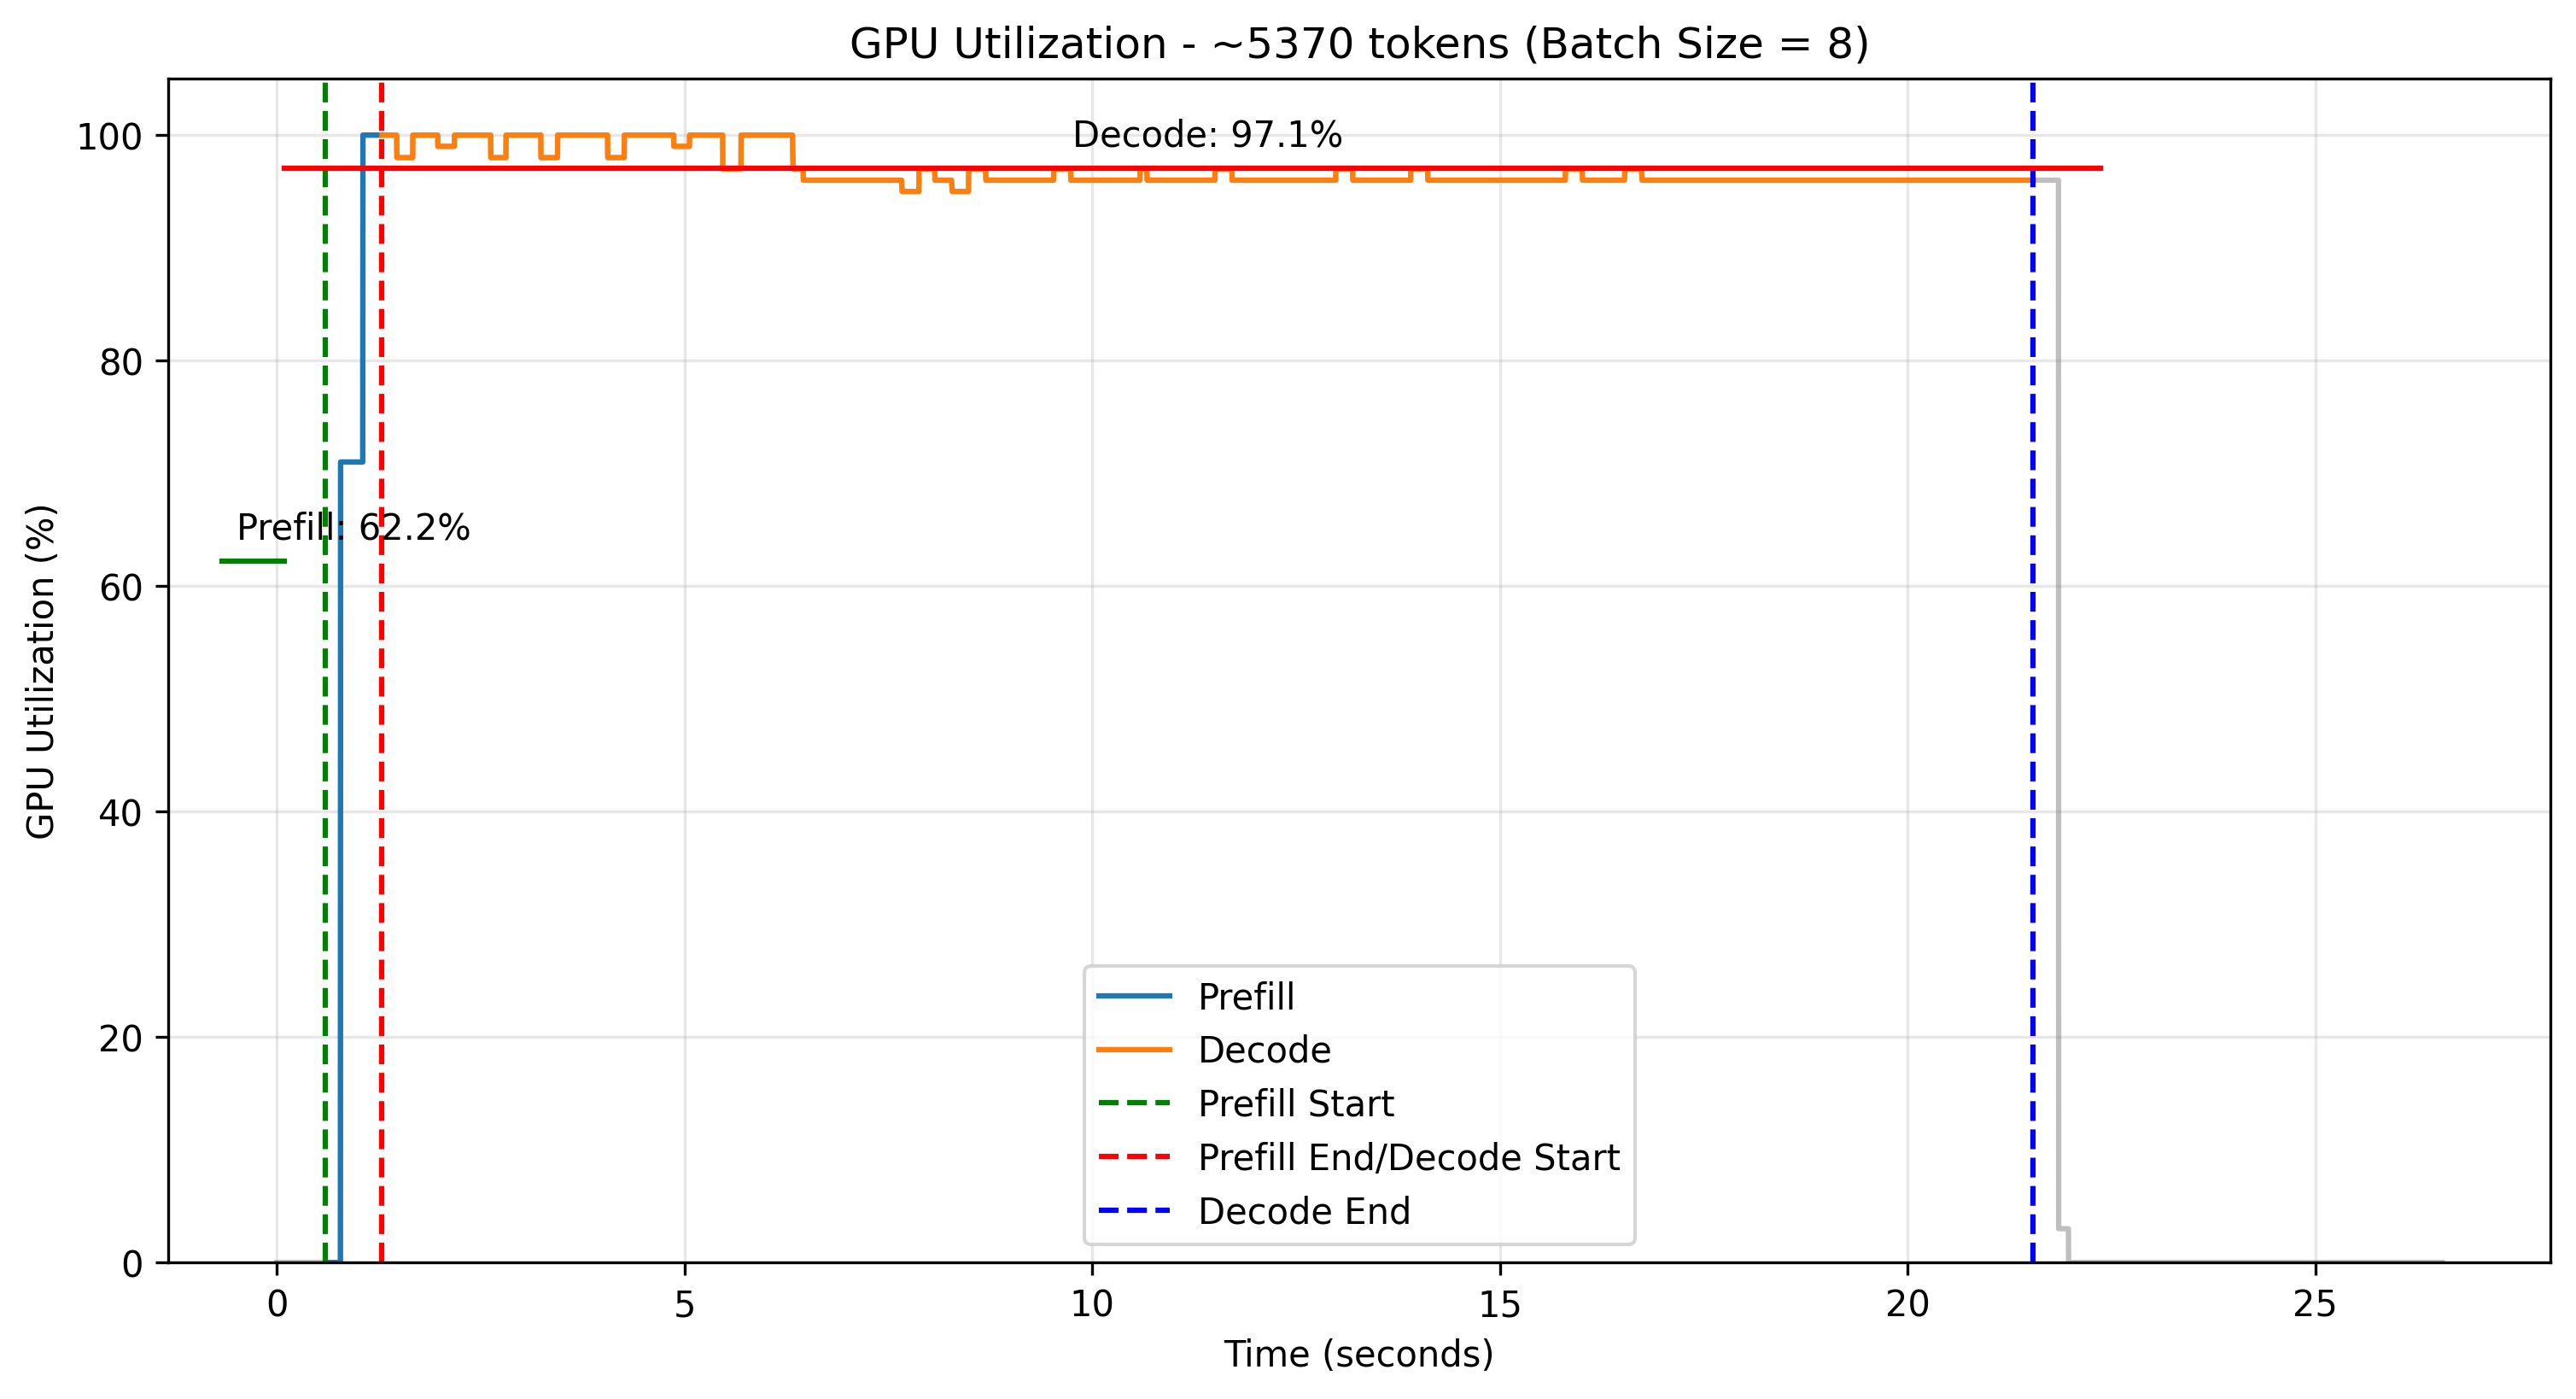 GPU Utilization - ~5370 tokens (Batch Size = 8)
GPU Utilization (%)
100
80
60
40
20
0
Decode: 97.1%
Prefill: 62.2%
Prefill
Decode
Prefill Start
Prefill End/Decode Start
Decode End
0 5 10 15 20 25
Time (seconds)